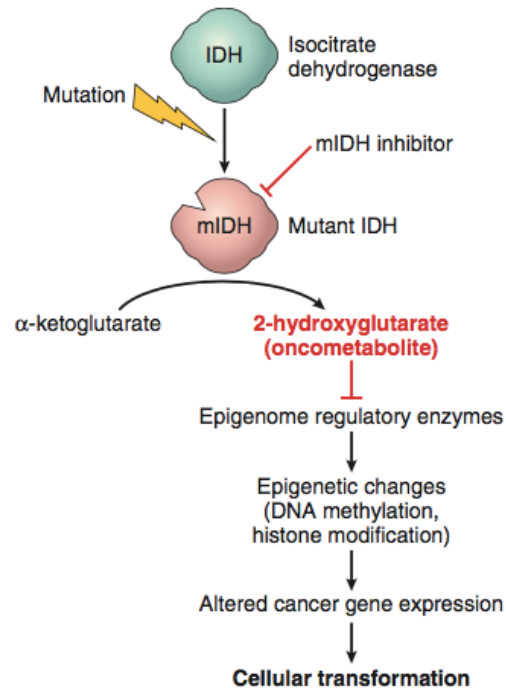 IDH
Isocitrate
dehydrogenase
Mutation
mIDH inhibitor
mIDH
Mutant IDH
α-ketoglutarate
2-hydroxyglutarate
(oncometabolite)
Epigenome regulatory enzymes
Epigenetic changes
(DNA methylation,
histone modification)
Altered cancer gene expression
Cellular transformation